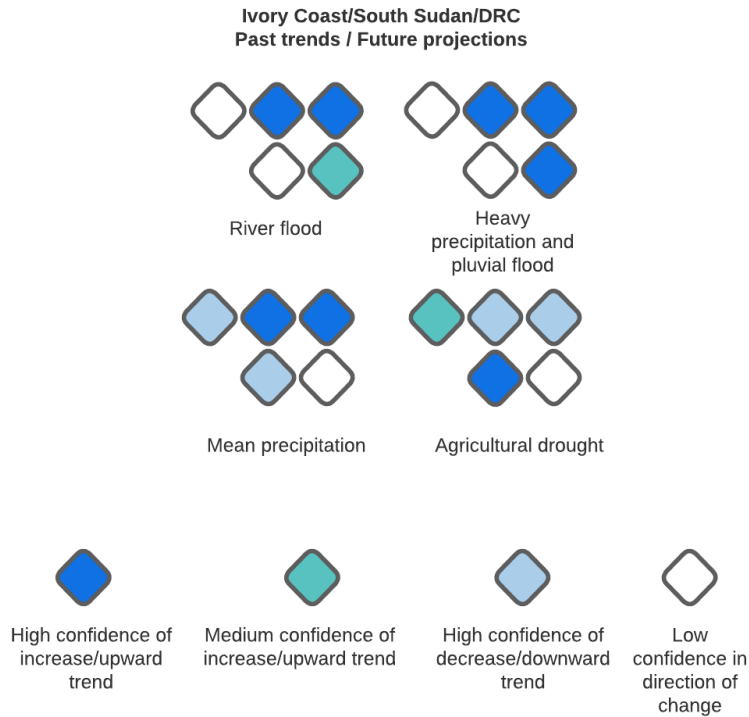 Ivory Coast/South Sudan/DRC
Past trends / Future projections
River flood
Heavy
precipitation and
pluvial flood
Mean precipitation
Agricultural drought
High confidence of
increase/upward
trend
Medium confidence of
increase/upward trend
High confidence of
decrease/downward
trend
Low
confidence in
direction of
change